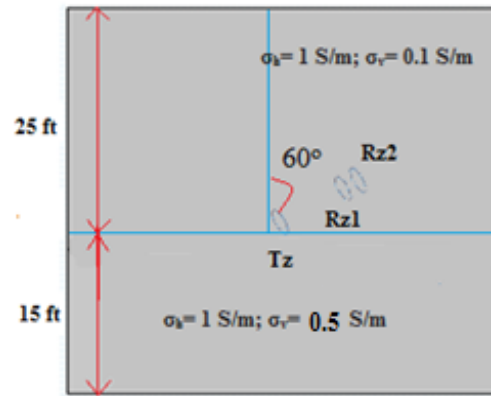 σh= 1 S/m; σv= 0.1 S/m
25 ft
60°
Rz2
Rz1
Tz
15 ft
σh= 1 S/m; σv= 0.5 S/m